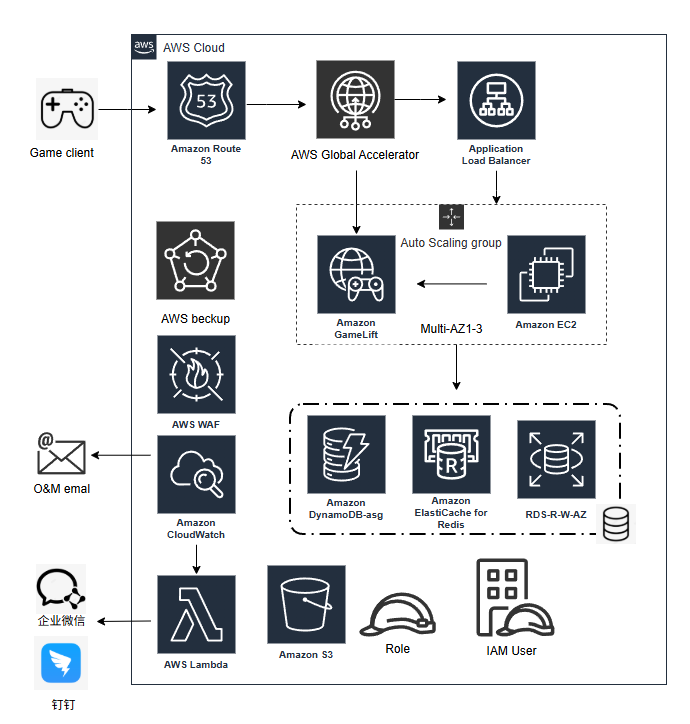 aws
AWS Cloud
Game client
53
Amazon Route
53
AWS Global Accelerator
Application
Load Balancer
Auto Scaling group
AWS beckup
Amazon
GameLift
Multi-AZ1-3
Amazon EC2
AWS WAF
@
O&M emal
Amazon
CloudWatch
Amazon
DynamoDB-asg
R
Amazon
ElastiCache for
Redis
RDS-R-W-AZ
企业微信
钉钉
AWS Lambda
Amazon S3
Role
IAM User